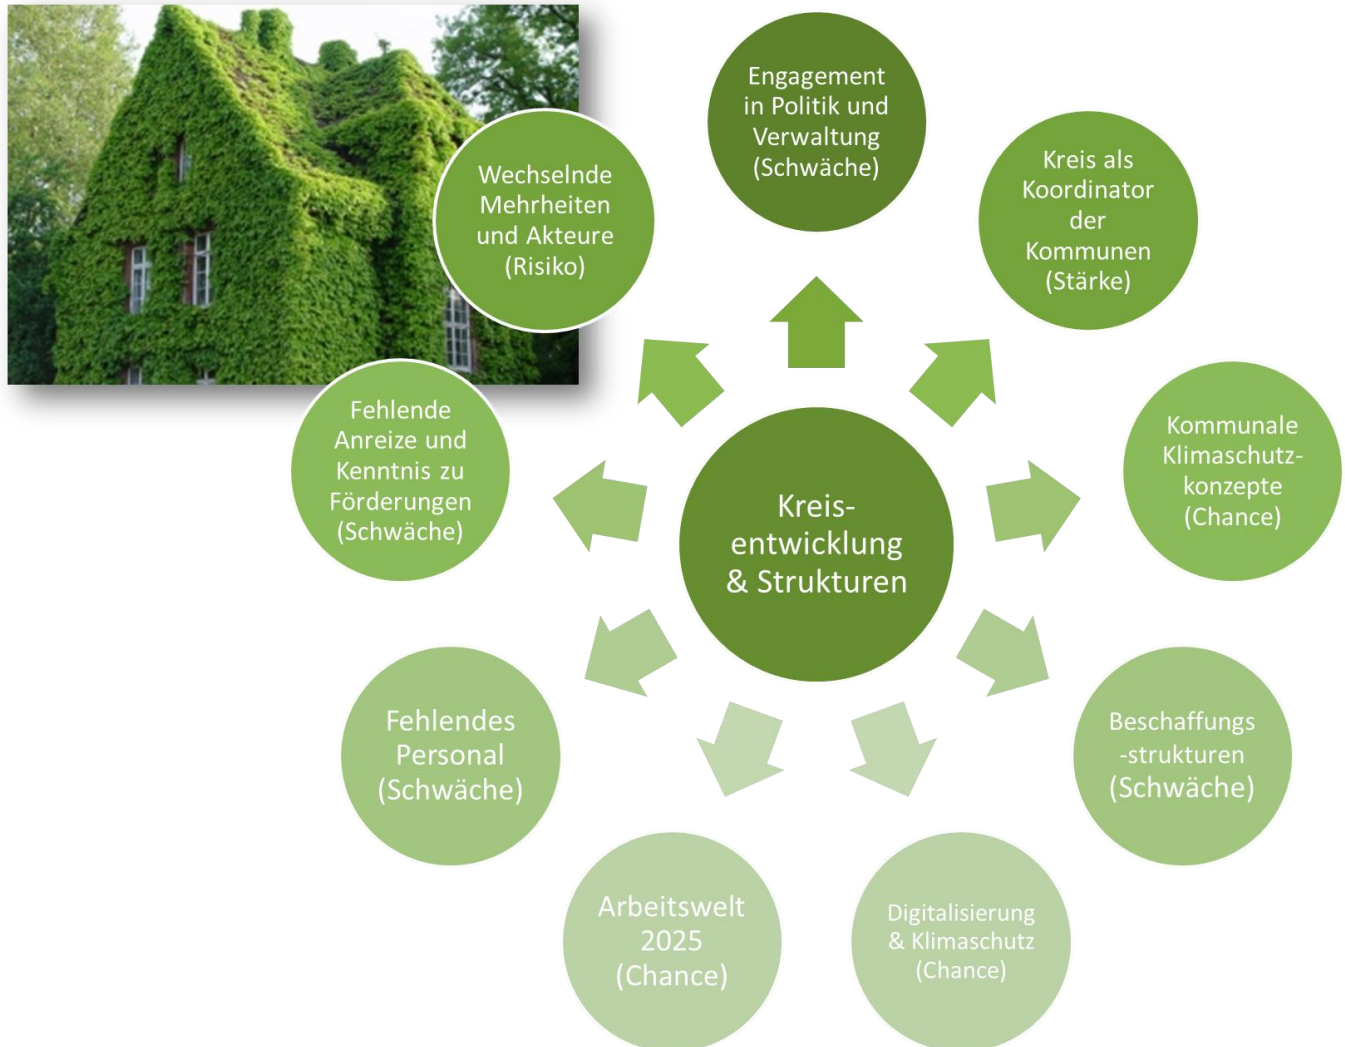 Engagement
in Politik und
Verwaltung
(Schwäche)
Kreis als
Koordinator
der
Kommunen
(Stärke)
Kommunale
Klimaschutz-
konzepte
(Chance)
Beschaffungs
-strukturen
(Schwäche)
Digitalisierung
& Klimaschutz
(Chance)
Arbeitswelt
2025
(Chance)
Fehlendes
Personal
(Schwäche)
Fehlende
Anreize und
Kenntnis zu
Förderungen
(Schwäche)
Wechselnde
Mehrheiten
und Akteure
(Risiko)
Kreis-
entwicklung
& Strukturen